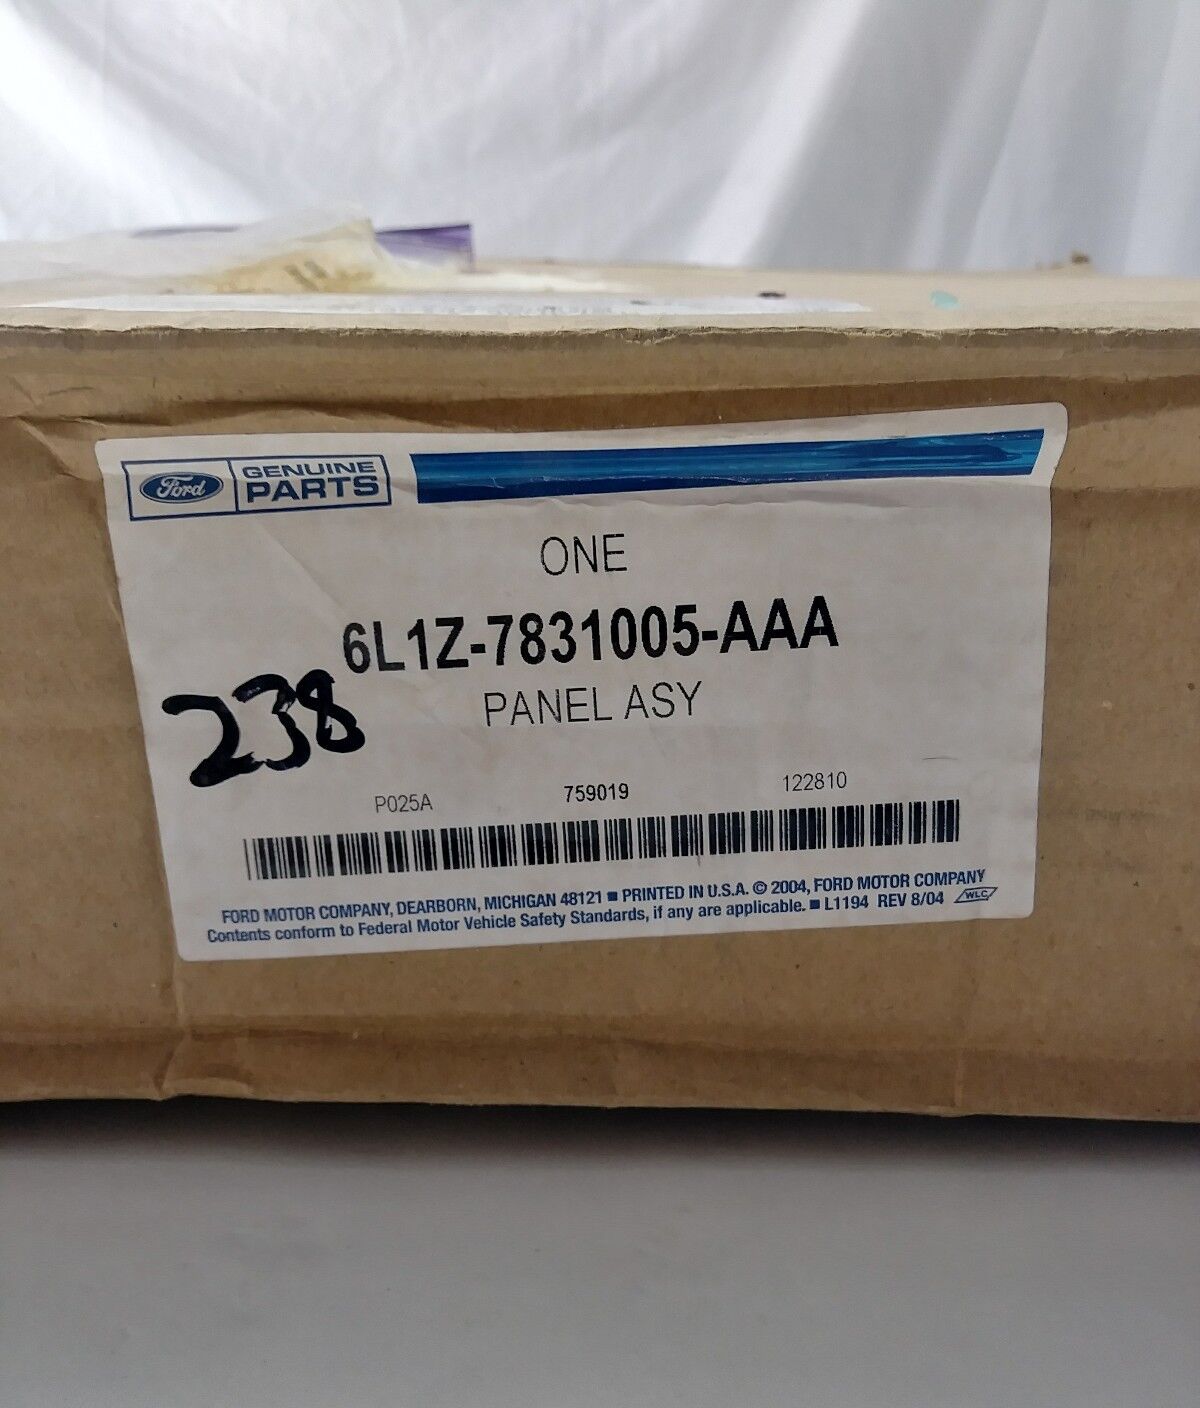 Ford GENUINE PARTS
ONE
6L1Z-7831005-AAA
PANEL ASY
238
P025A 759019 122810
FORD MOTOR COMPANY, DEARBORN, MICHIGAN 48121 ■ PRINTED IN U.S.A. © 2004, FORD MOTOR COMPANY
Contents conform to Federal Motor Vehicle Safety Standards, if any are applicable. ■ L1194 REV 8/04 WLC